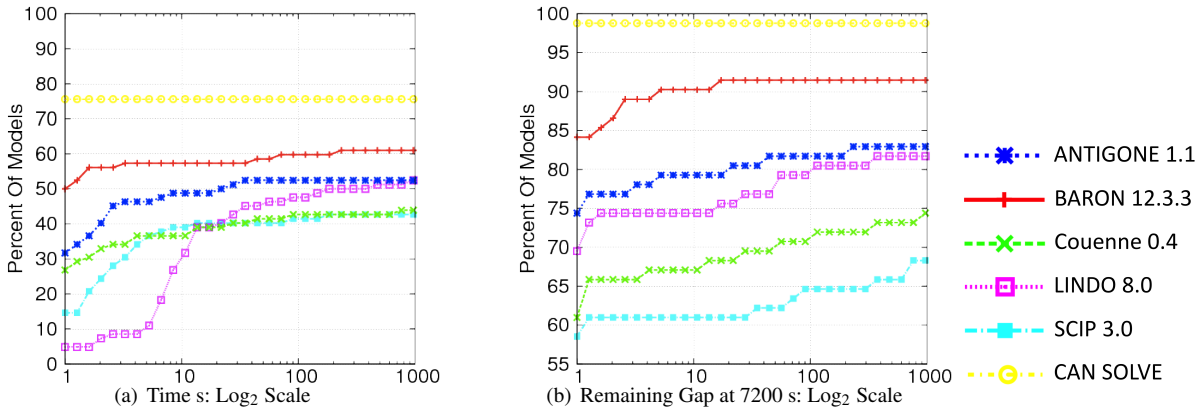 100
90
80
70
60
50
40
30
20
10
0
Percent Of Models
1 10 100 1000
(a) Time s: Log2 Scale
100
95
90
85
80
75
70
65
60
55
Percent Of Models
1 10 100 1000
(b) Remaining Gap at 7200 s: Log2 Scale
ANTIGONE 1.1
BARON 12.3.3
Couenne 0.4
LINDO 8.0
SCIP 3.0
CAN SOLVE